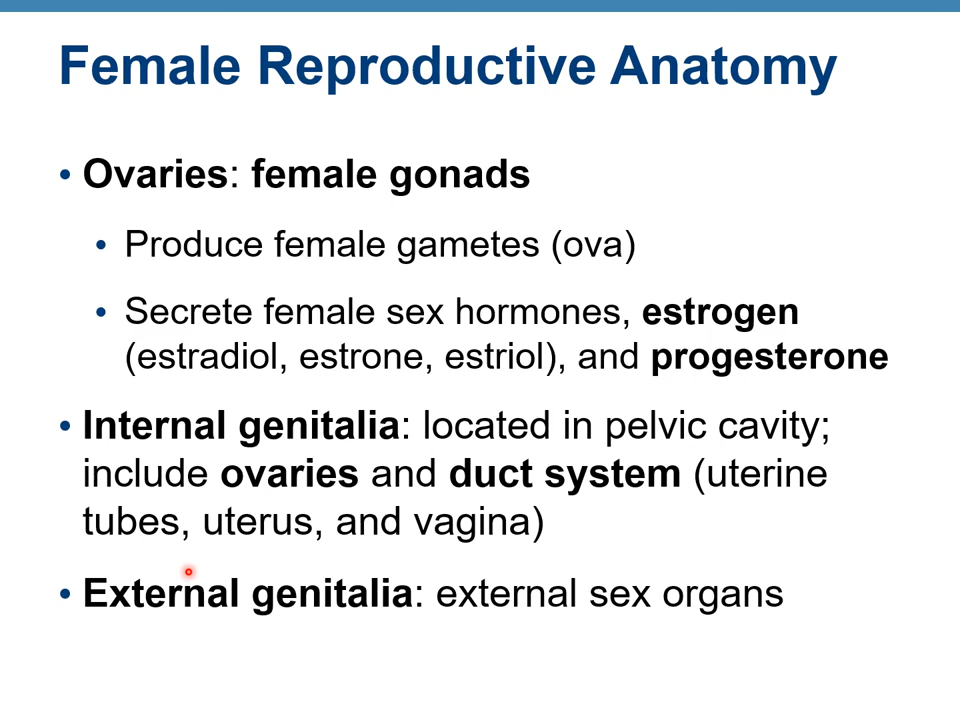 Female Reproductive Anatomy
• Ovaries: female gonads
• Produce female gametes (ova)
• Secrete female sex hormones, estrogen
(estradiol, estrone, estriol), and progesterone
• Internal genitalia: located in pelvic cavity;
include ovaries and duct system (uterine
tubes, uterus, and vagina)
• External genitalia: external sex organs